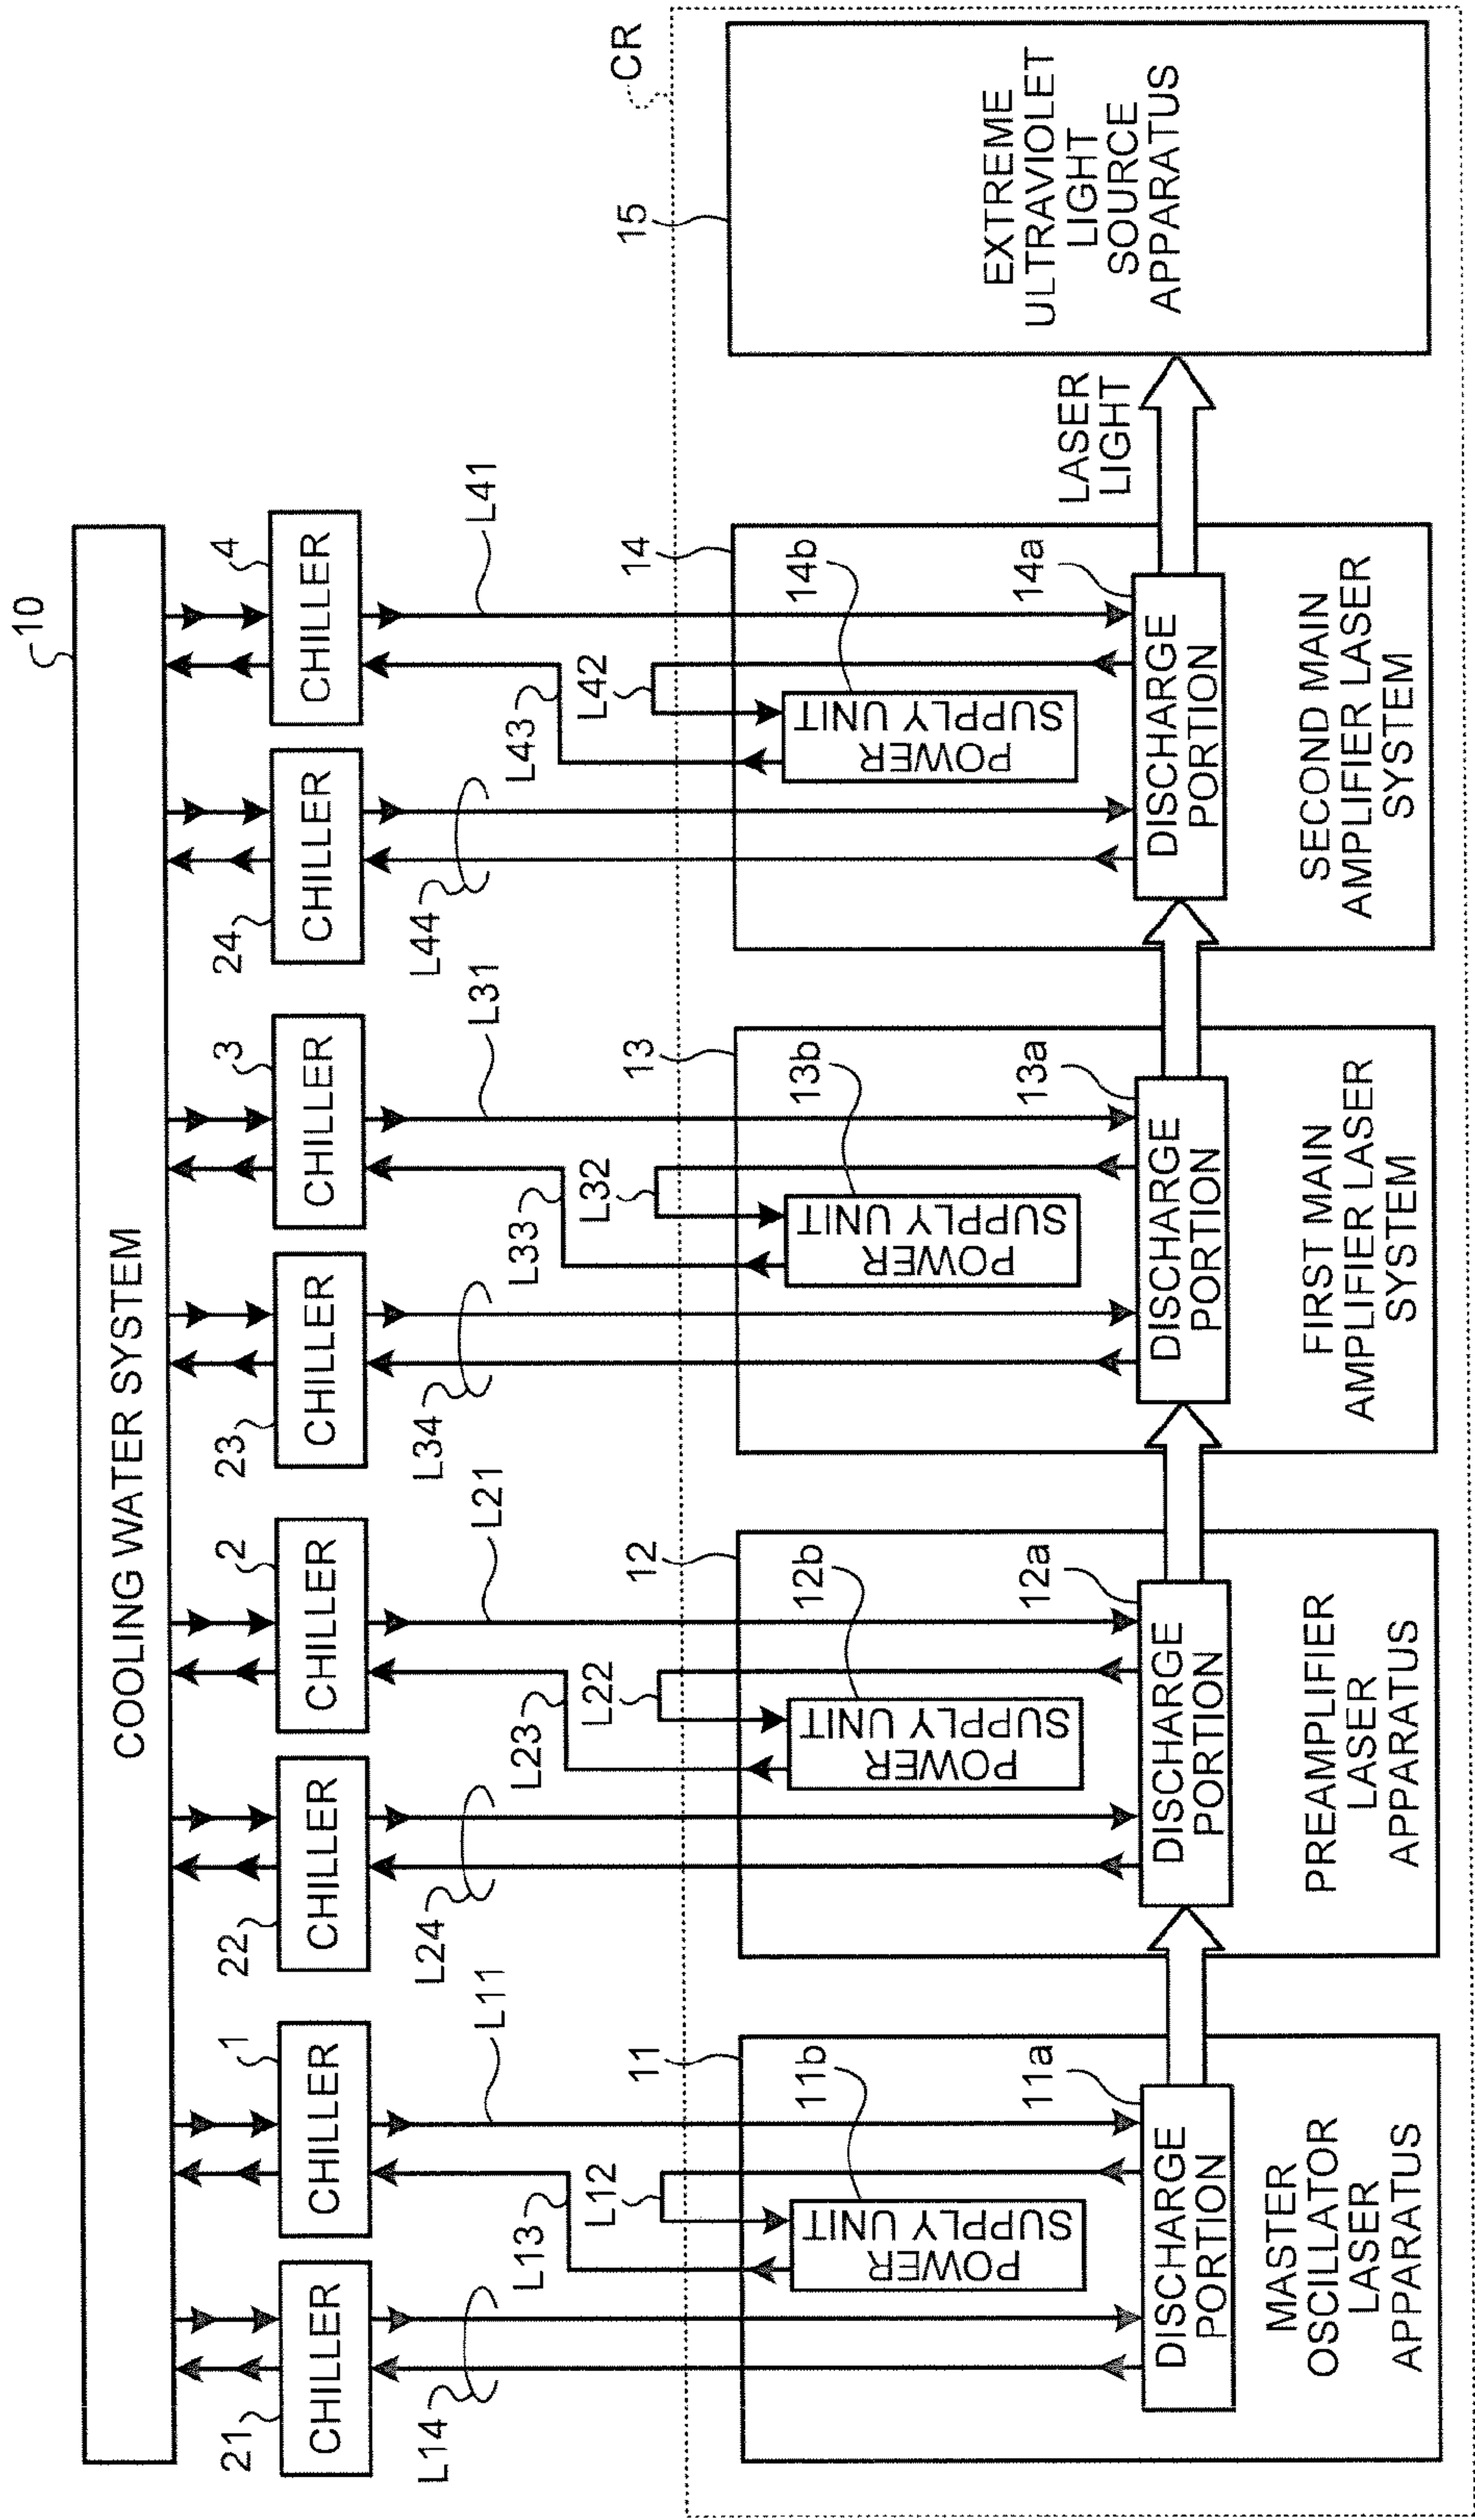 10
COOLING WATER SYSTEM
21
CHILLER
1
CHILLER
22
CHILLER
2
CHILLER
23
CHILLER
3
CHILLER
24
CHILLER
4
CHILLER
L14
L13
L11
L12
L24
L23
L21
L22
L34
L33
L31
L32
L44
L43
L41
L42
CR
11
11b
POWER
SUPPLY UNIT
11a
DISCHARGE
PORTION
MASTER
OSCILLATOR
LASER
APPARATUS
12
12b
POWER
SUPPLY UNIT
12a
DISCHARGE
PORTION
PREAMPLIFIER
LASER
APPARATUS
13
13b
POWER
SUPPLY UNIT
13a
DISCHARGE
PORTION
FIRST MAIN
AMPLIFIER LASER
SYSTEM
14
14b
POWER
SUPPLY UNIT
14a
DISCHARGE
PORTION
SECOND MAIN
AMPLIFIER LASER
SYSTEM
LASER
LIGHT
15
EXTREME
ULTRAVIOLET
LIGHT
SOURCE
APPARATUS